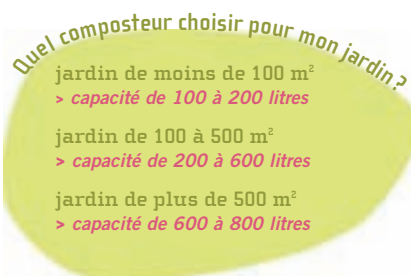 Quel composteur choisir pour mon jardin ?
jardin de moins de 100 m²
> capacité de 100 à 200 litres
jardin de 100 à 500 m²
> capacité de 200 à 600 litres
jardin de plus de 500 m²
> capacité de 600 à 800 litres